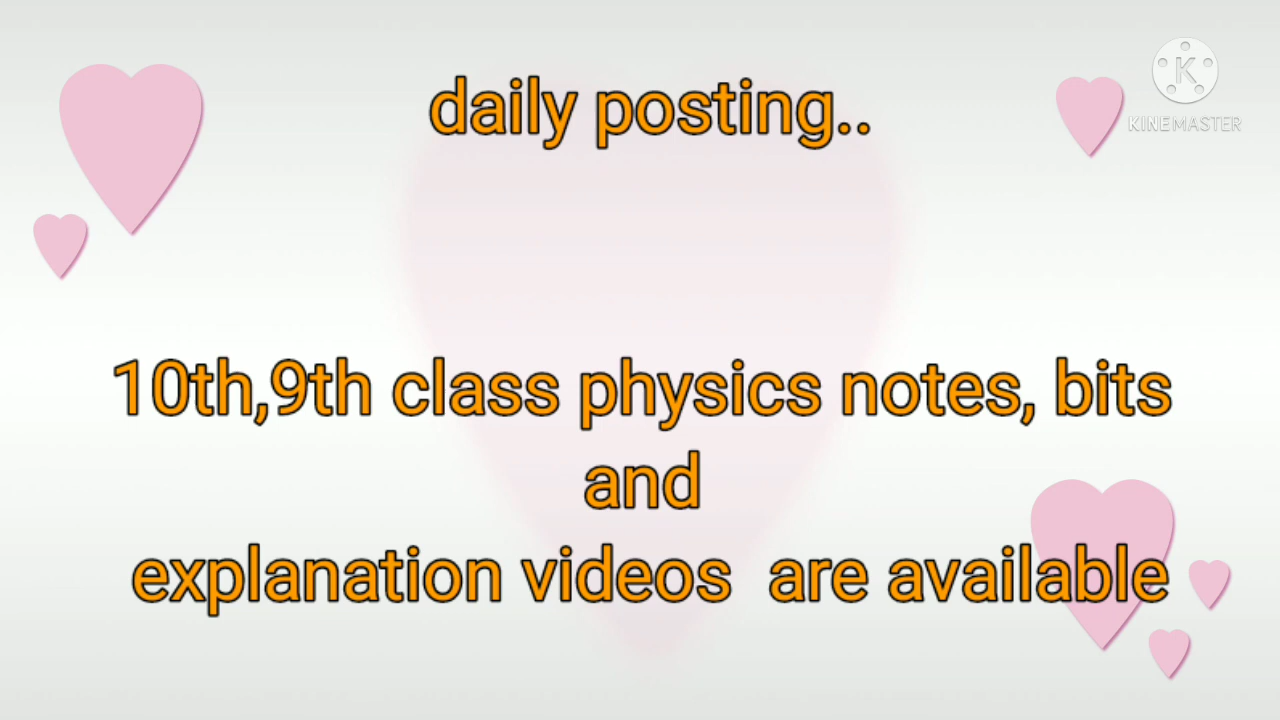 daily posting..
KINEMASTER
10th,9th class physics notes, bits
and
explanation videos are available